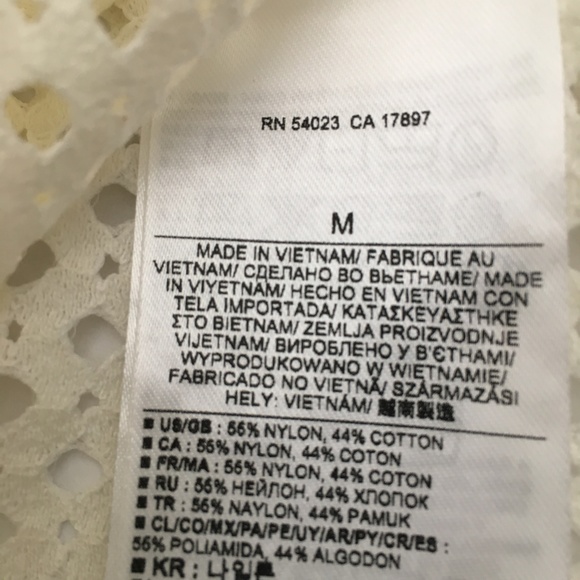 RN 54023 CA 17897
M
MADE IN VIETNAM/ FABRIQUE AU
VIETNAM/ СДЕЛАНО ВО ВЬЕТНАМЕ/ MADE
IN VIYETNAM/ HECHO EN VIETNAM CON
TELA IMPORTADA/ ΚΑΤΑΣΚΕΥΑΣΤΗΚΕ
ΣΤΟ ΒΙΕΤΝΑΜ/ ZEMLJA PROIZVODNJE
VIJETNAM/ ВИРОБЛЕНО У В'ЄТНАМІ/
WYPRODUKOWANO W WIETNAMIE/
FABRICADO NO VIETNÃ/ SZÁRMAZÁSI
HELY: VIETNÁM/ 越南製造
■ US/GB : 56% NYLON, 44% COTTON
■ CA : 56% NYLON, 44% COTON
■ FR/MA : 56% NYLON, 44% COTON
■ RU : 56% НЕЙЛОН, 44% ХЛОПОК
■ TR : 56% NAYLON, 44% PAMUK
■ CL/CO/MX/PA/PE/UY/AR/PY/CR/ES :
56% POLIAMIDA, 44% ALGODON
■ KR : 나일론